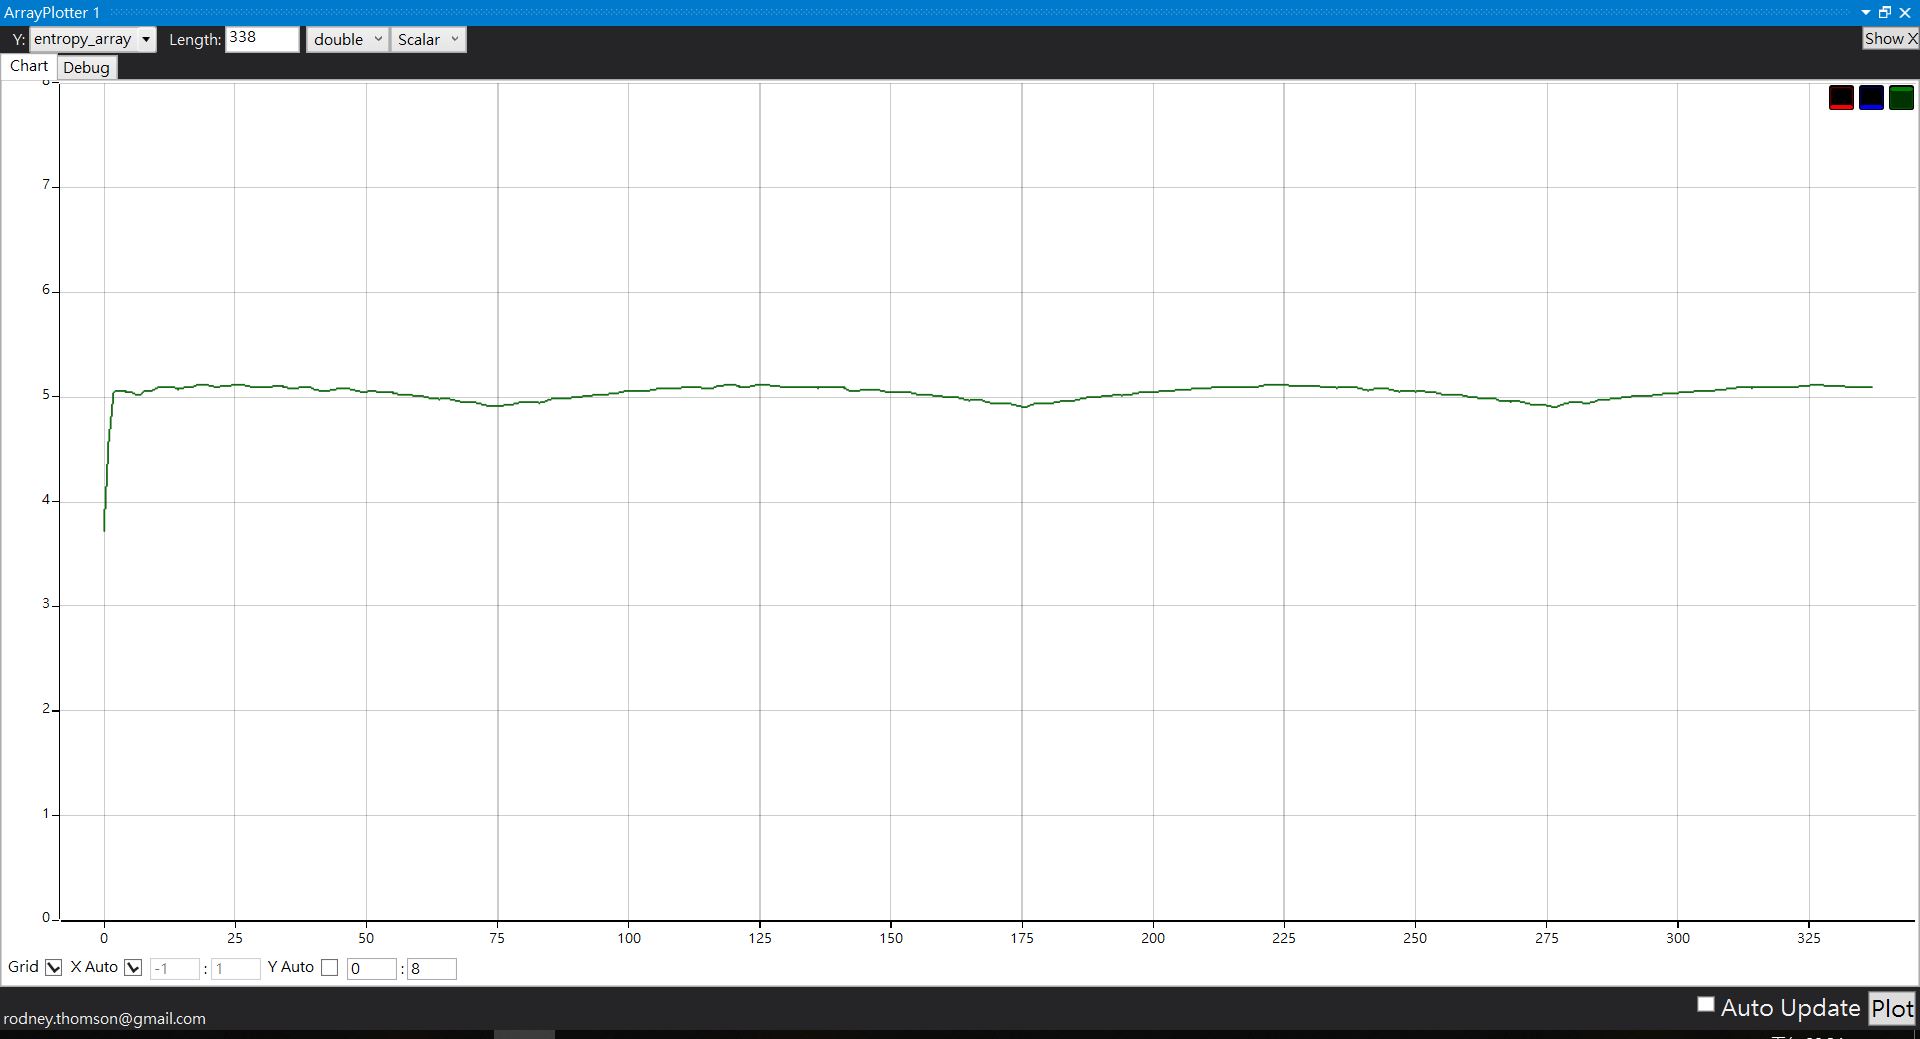 ArrayPlotter 1
Y: entropy_array Length: 338 double Scalar Show X
Chart Debug
8
7
6
5
4
3
2
1
0
0 25 50 75 100 125 150 175 200 225 250 275 300 325
Grid X Auto -1 : 1 Y Auto 0 : 8
Auto Update Plot
rodney.thomson@gmail.com